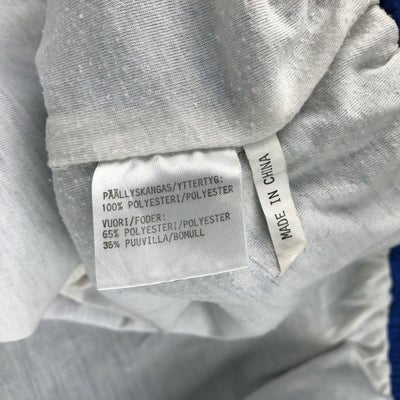 PÄÄLLYSKANGAS/YTTERTYG:
100% POLYESTERI/POLYESTER
VUORI/FODER:
65% POLYESTERI/POLYESTER
35% PUUVILLA/BOMULL
MADE IN CHINA